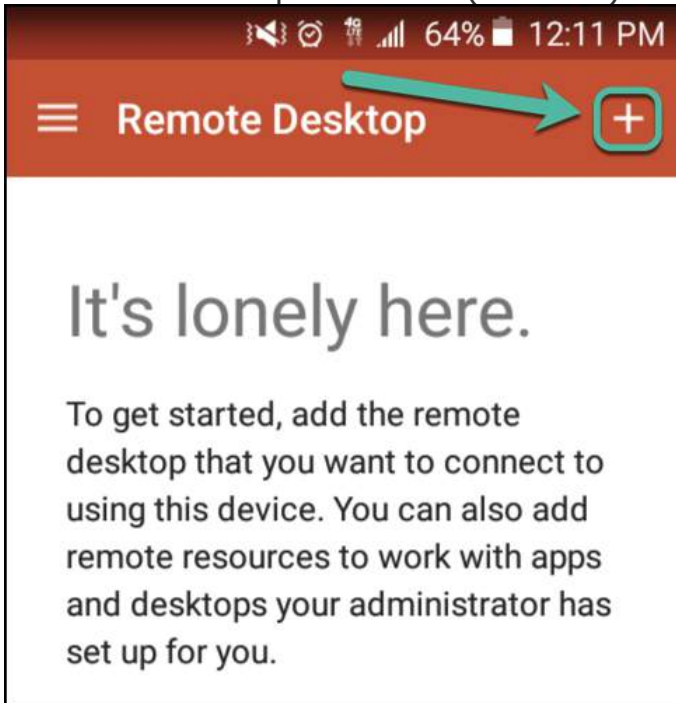 4G
LTE
64% 12:11 PM
Remote Desktop
It's lonely here.
To get started, add the remote
desktop that you want to connect to
using this device. You can also add
remote resources to work with apps
and desktops your administrator has
set up for you.